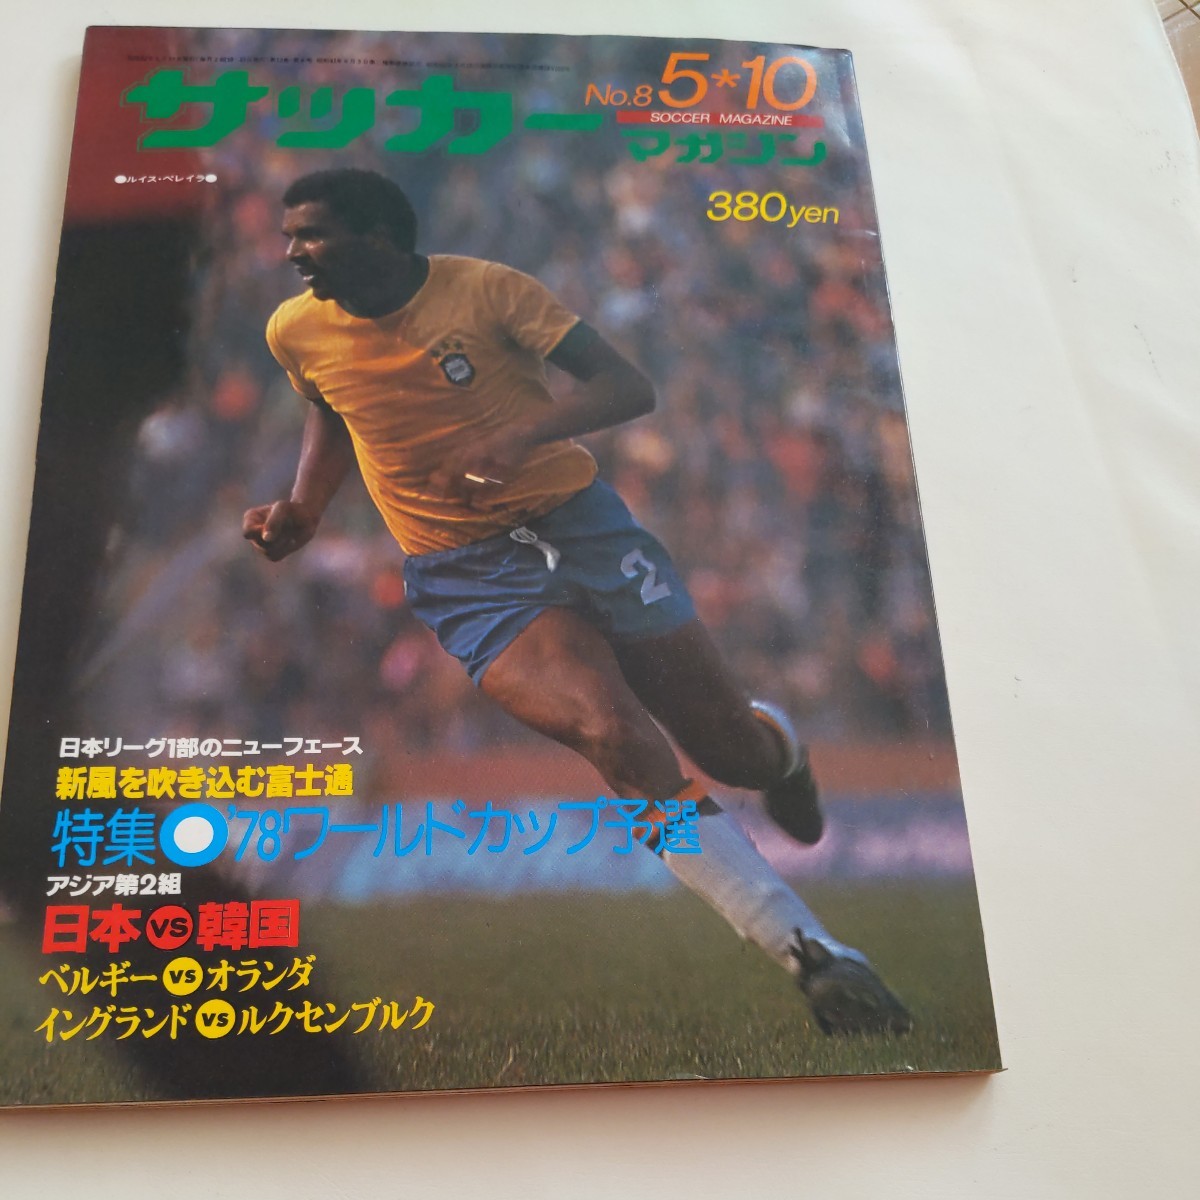 サッカー
マガジン
No.8 5*10
SOCCER MAGAZINE
380yen
●ルイス・ペレイラ●
2
日本リーグ1部のニューフェース
新風を吹き込む富士通
特集 '78ワールドカップ予選
アジア第2組
日本vs韓国
ベルギーvsオランダ
イングランドvsルクセンブルク